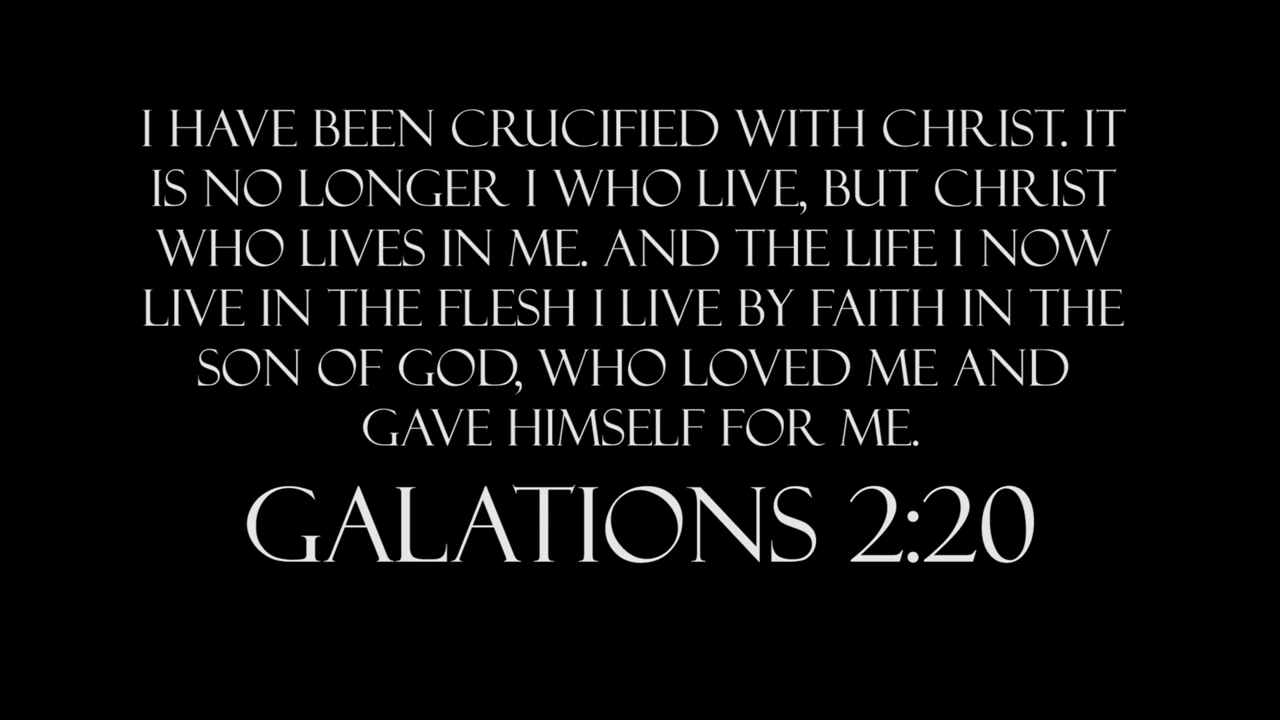 I HAVE BEEN CRUCIFIED WITH CHRIST. IT
IS NO LONGER I WHO LIVE, BUT CHRIST
WHO LIVES IN ME. AND THE LIFE I NOW
LIVE IN THE FLESH I LIVE BY FAITH IN THE
SON OF GOD, WHO LOVED ME AND
GAVE HIMSELF FOR ME.
GALATIONS 2:20